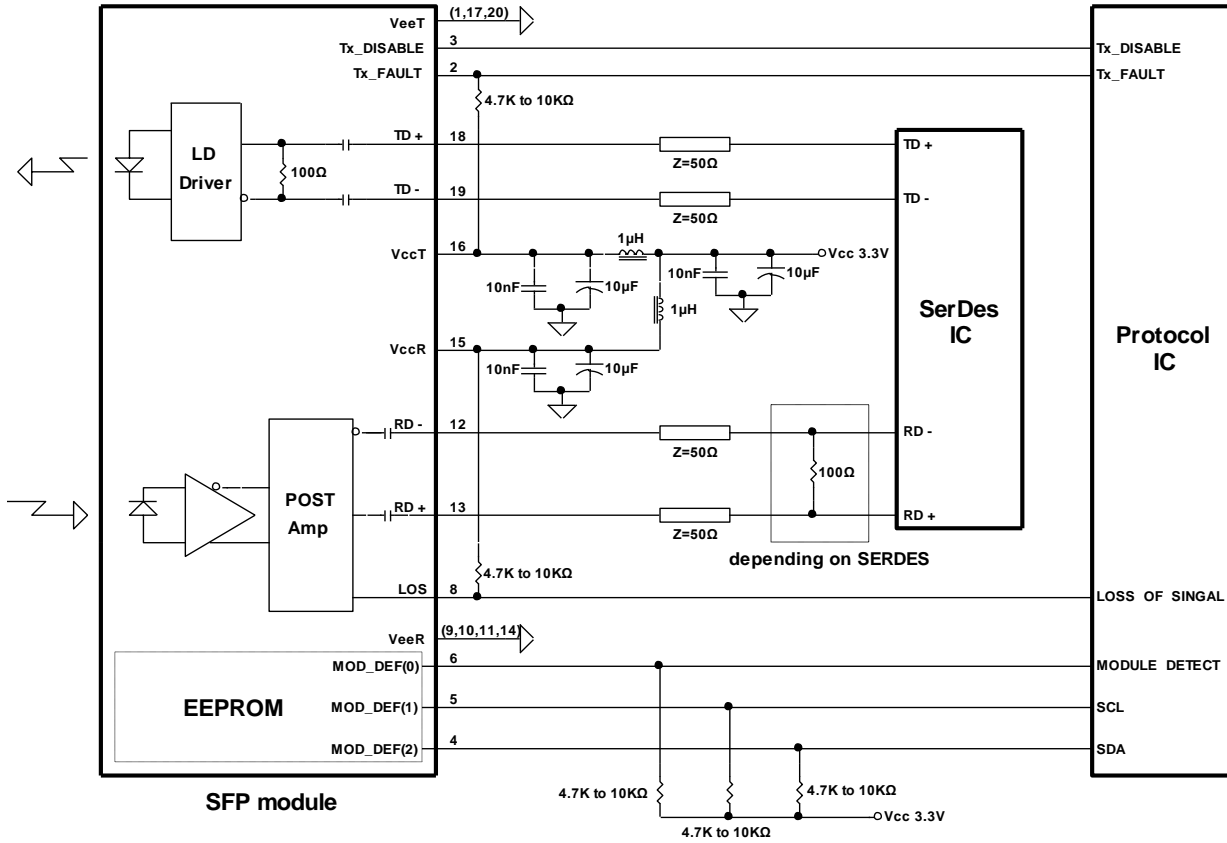 VeeT
(1,17,20)
Tx_DISABLE
3
Tx_DISABLE
Tx_FAULT
2
Tx_FAULT
4.7K to 10KΩ
LD
Driver
100Ω
TD +
18
Z=50Ω
TD +
TD -
19
Z=50Ω
TD -
VccT
16
1µH
Vcc 3.3V
10nF
10µF
10nF
10µF
1µH
SerDes
IC
Protocol
IC
VccR
15
10nF
10µF
RD -
12
Z=50Ω
RD -
100Ω
POST
Amp
RD +
13
Z=50Ω
RD +
depending on SERDES
4.7K to 10KΩ
LOS
8
LOSS OF SINGAL
VeeR
(9,10,11,14)
EEPROM
MOD_DEF(0)
6
MODULE DETECT
MOD_DEF(1)
5
SCL
MOD_DEF(2)
4
SDA
SFP module
4.7K to 10KΩ
4.7K to 10KΩ
4.7K to 10KΩ
Vcc 3.3V